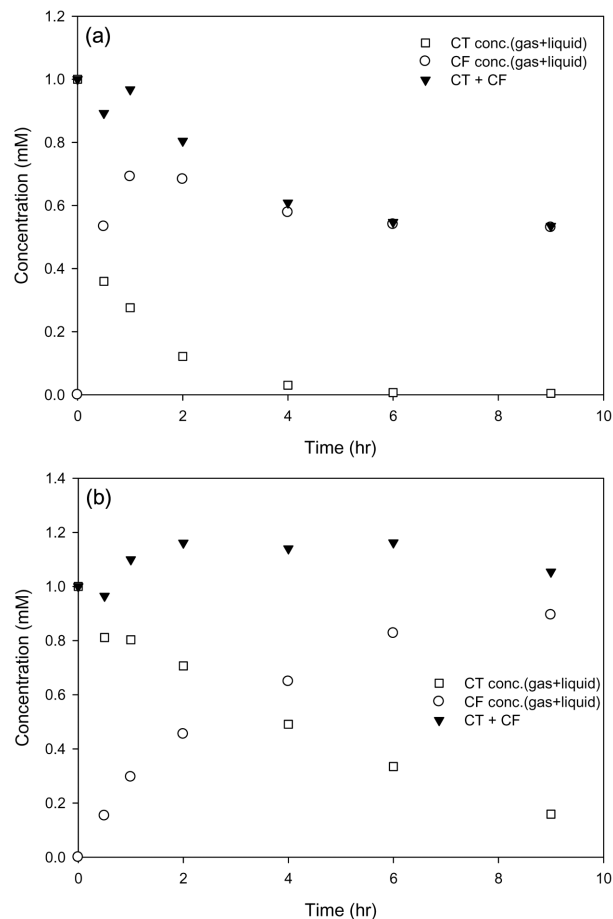 (a)
CT conc.(gas+liquid)
CF conc.(gas+liquid)
CT + CF
Concentration (mM)
1.2
1.0
0.8
0.6
0.4
0.2
0.0
0 2 4 6 8 10
Time (hr)
(b)
CT conc.(gas+liquid)
CF conc.(gas+liquid)
CT + CF
Concentration (mM)
1.4
1.2
1.0
0.8
0.6
0.4
0.2
0.0
0 2 4 6 8 10
Time (hr)